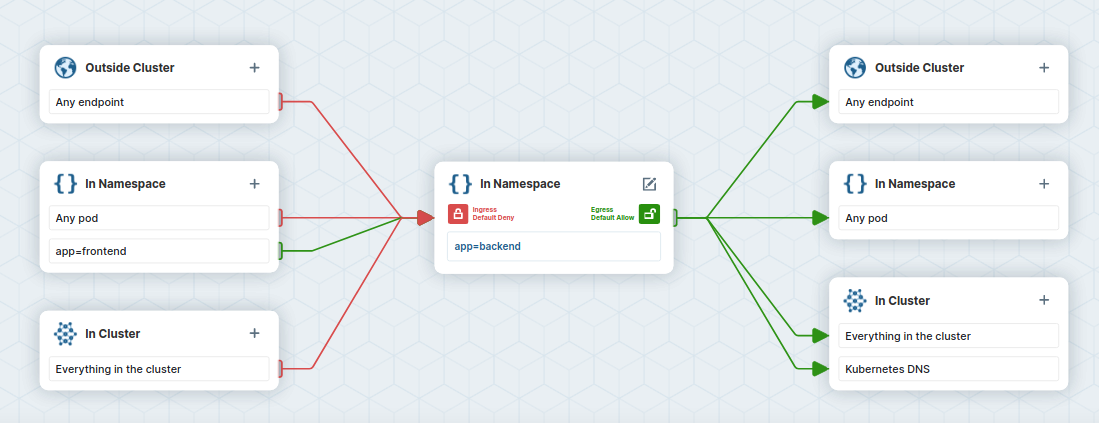 Outside Cluster
Any endpoint
In Namespace
Any pod
app=frontend
In Cluster
Everything in the cluster
In Namespace
Ingress
Default Deny
Egress
Default Allow
app=backend
Outside Cluster
Any endpoint
In Namespace
Any pod
In Cluster
Everything in the cluster
Kubernetes DNS